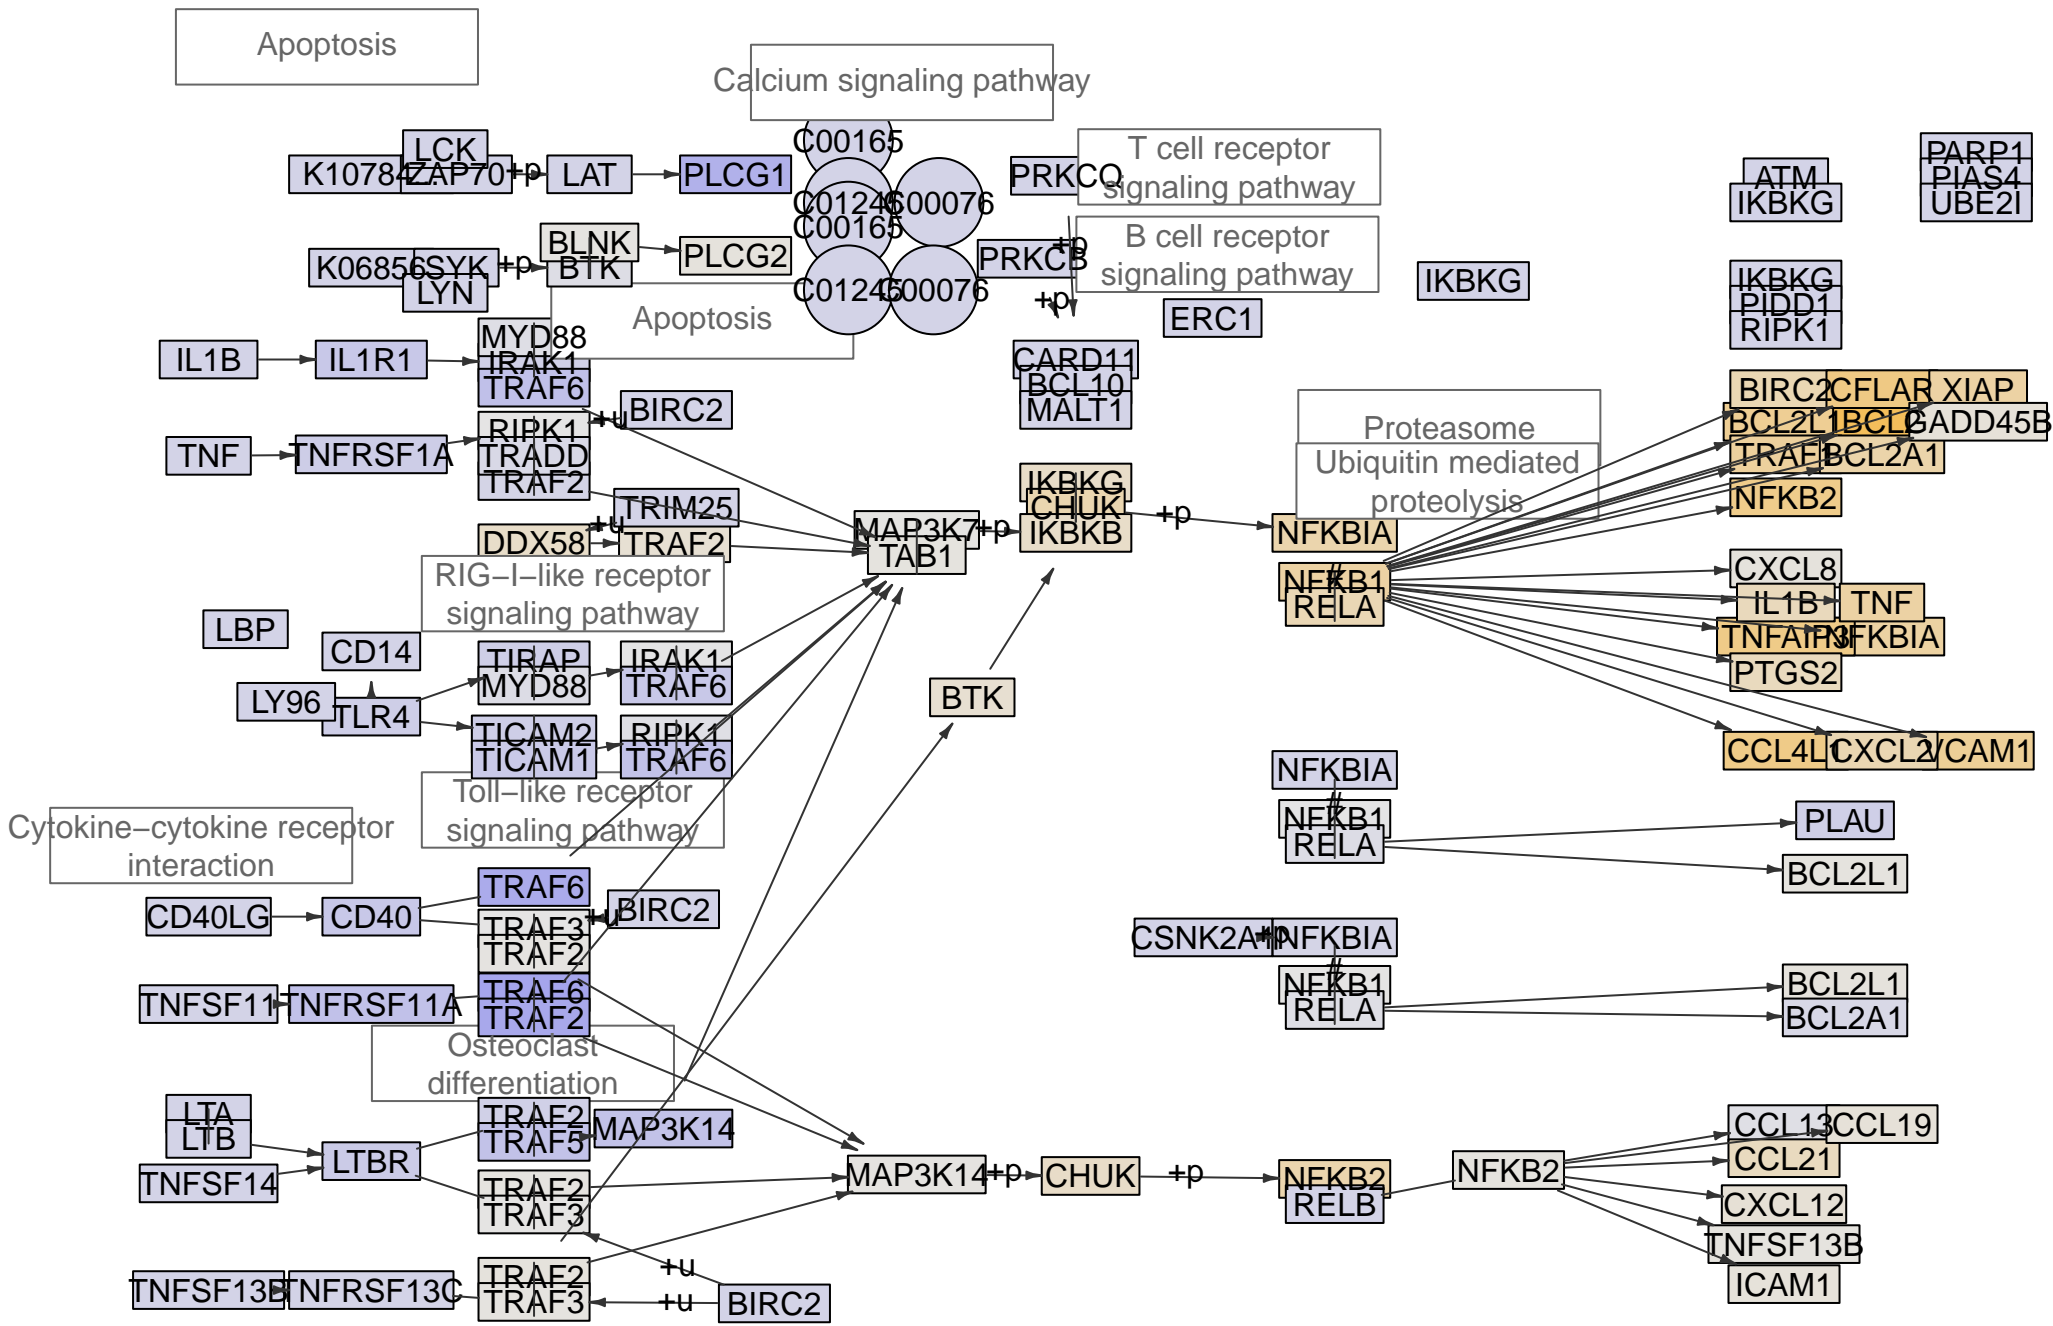 Apoptosis
Calcium signaling pathway
T cell receptor
signaling pathway
B cell receptor
signaling pathway
LCK
K10784
ZAP70
+p
LAT
PLCG1
C00165
C01245
C00076
C00165
C01245
C00076
PRKCQ
PRKCB
+p
+p
ERC1
IKBKG
ATM
IKBKG
PARP1
PIAS4
UBE2I
IKBKG
PIDD1
RIPK1
BLNK
BTK
PLCG2
K06856
SYK
+p
LYN
Apoptosis
IL1B
IL1R1
MYD88
IRAK1
TRAF6
CARD11
BCL10
MALT1
TNF
TNFRSF1A
RIPK1
TRADD
TRAF2
+u
BIRC2
TRIM25
+u
DDX58
TRAF2
RIG−I−like receptor
signaling pathway
MAP3K7
TAB1
+p
IKBKG
CHUK
IKBKB
+p
Proteasome
Ubiquitin mediated
proteolysis
NFKBIA
NFKB1
RELA
BIRC2
CFLAR
XIAP
BCL2L1
BCL2
GADD45B
TRAF1
BCL2A1
NFKB2
CXCL8
IL1B
TNF
TNFAIP3
NFKBIA
PTGS2
CCL4L1
CXCL2
VCAM1
LBP
CD14
LY96
TLR4
TIRAP
MYD88
IRAK1
TRAF6
TICAM2
TICAM1
RIPK1
TRAF6
Toll−like receptor
signaling pathway
BTK
NFKBIA
NFKB1
RELA
PLAU
BCL2L1
Cytokine−cytokine receptor
interaction
CD40LG
CD40
TRAF6
TRAF3
TRAF2
+u
BIRC2
CSNK2A1
+p
NFKBIA
NFKB1
RELA
BCL2L1
BCL2A1
TNFSF11
TNFRSF11A
TRAF6
TRAF2
Osteoclast
differentiation
LTA
LTB
TNFSF14
LTBR
TRAF2
TRAF5
MAP3K14
TRAF2
TRAF3
MAP3K14
+p
CHUK
+p
NFKB2
RELB
NFKB2
CCL13
CCL19
CCL21
CXCL12
TNFSF13B
ICAM1
TNFSF13B
TNFRSF13C
TRAF2
TRAF3
+u
+u
BIRC2